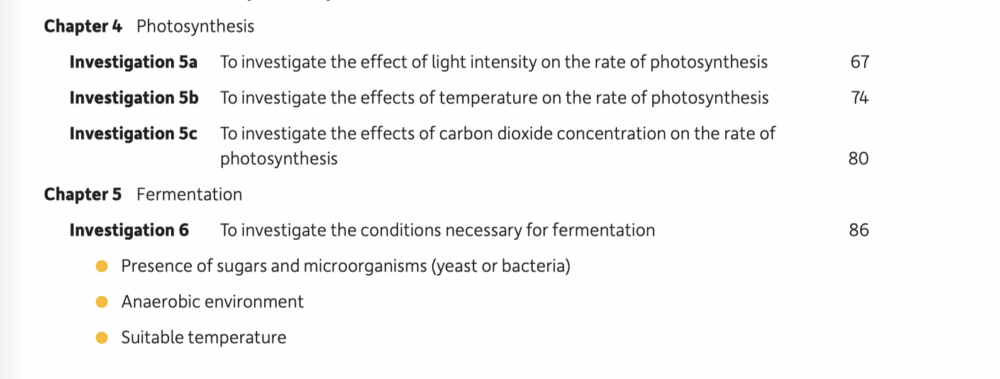 Chapter 4 Photosynthesis
Investigation 5a To investigate the effect of light intensity on the rate of photosynthesis 67
Investigation 5b To investigate the effects of temperature on the rate of photosynthesis 74
Investigation 5c To investigate the effects of carbon dioxide concentration on the rate of
photosynthesis 80
Chapter 5 Fermentation
Investigation 6 To investigate the conditions necessary for fermentation 86
● Presence of sugars and microorganisms (yeast or bacteria)
● Anaerobic environment
● Suitable temperature